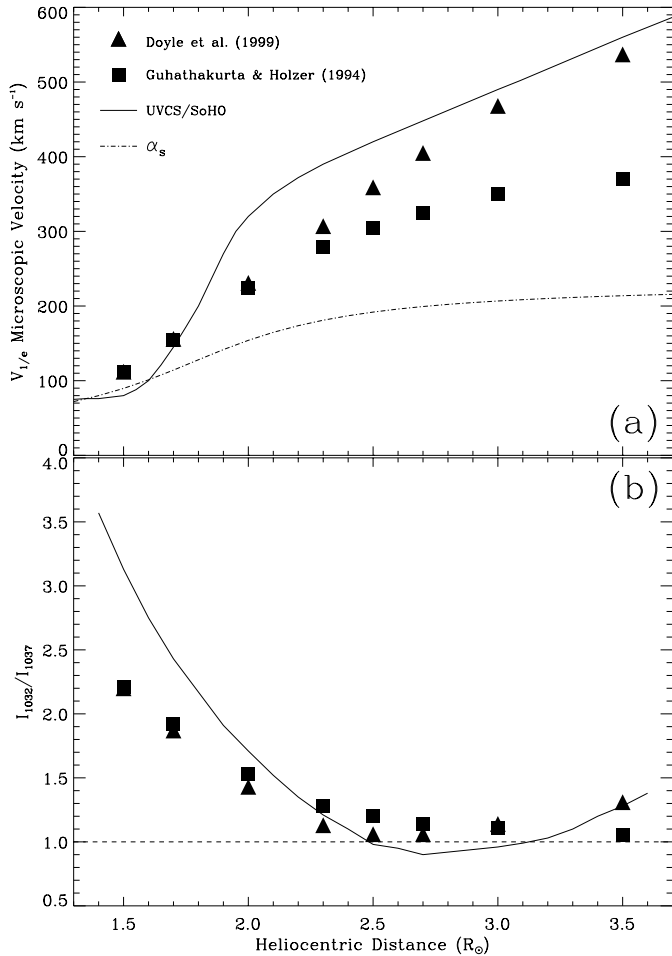 600
500
400
300
200
100
0
V1/e Microscopic Velocity (km s⁻¹)
Doyle et al. (1999)
Guhathakurta & Holzer (1994)
UVCS/SoHO
αs
(a)
4.0
3.5
3.0
2.5
2.0
1.5
1.0
0.5
I1032/I1037
(b)
1.5 2.0 2.5 3.0 3.5
Heliocentric Distance (R⊙)